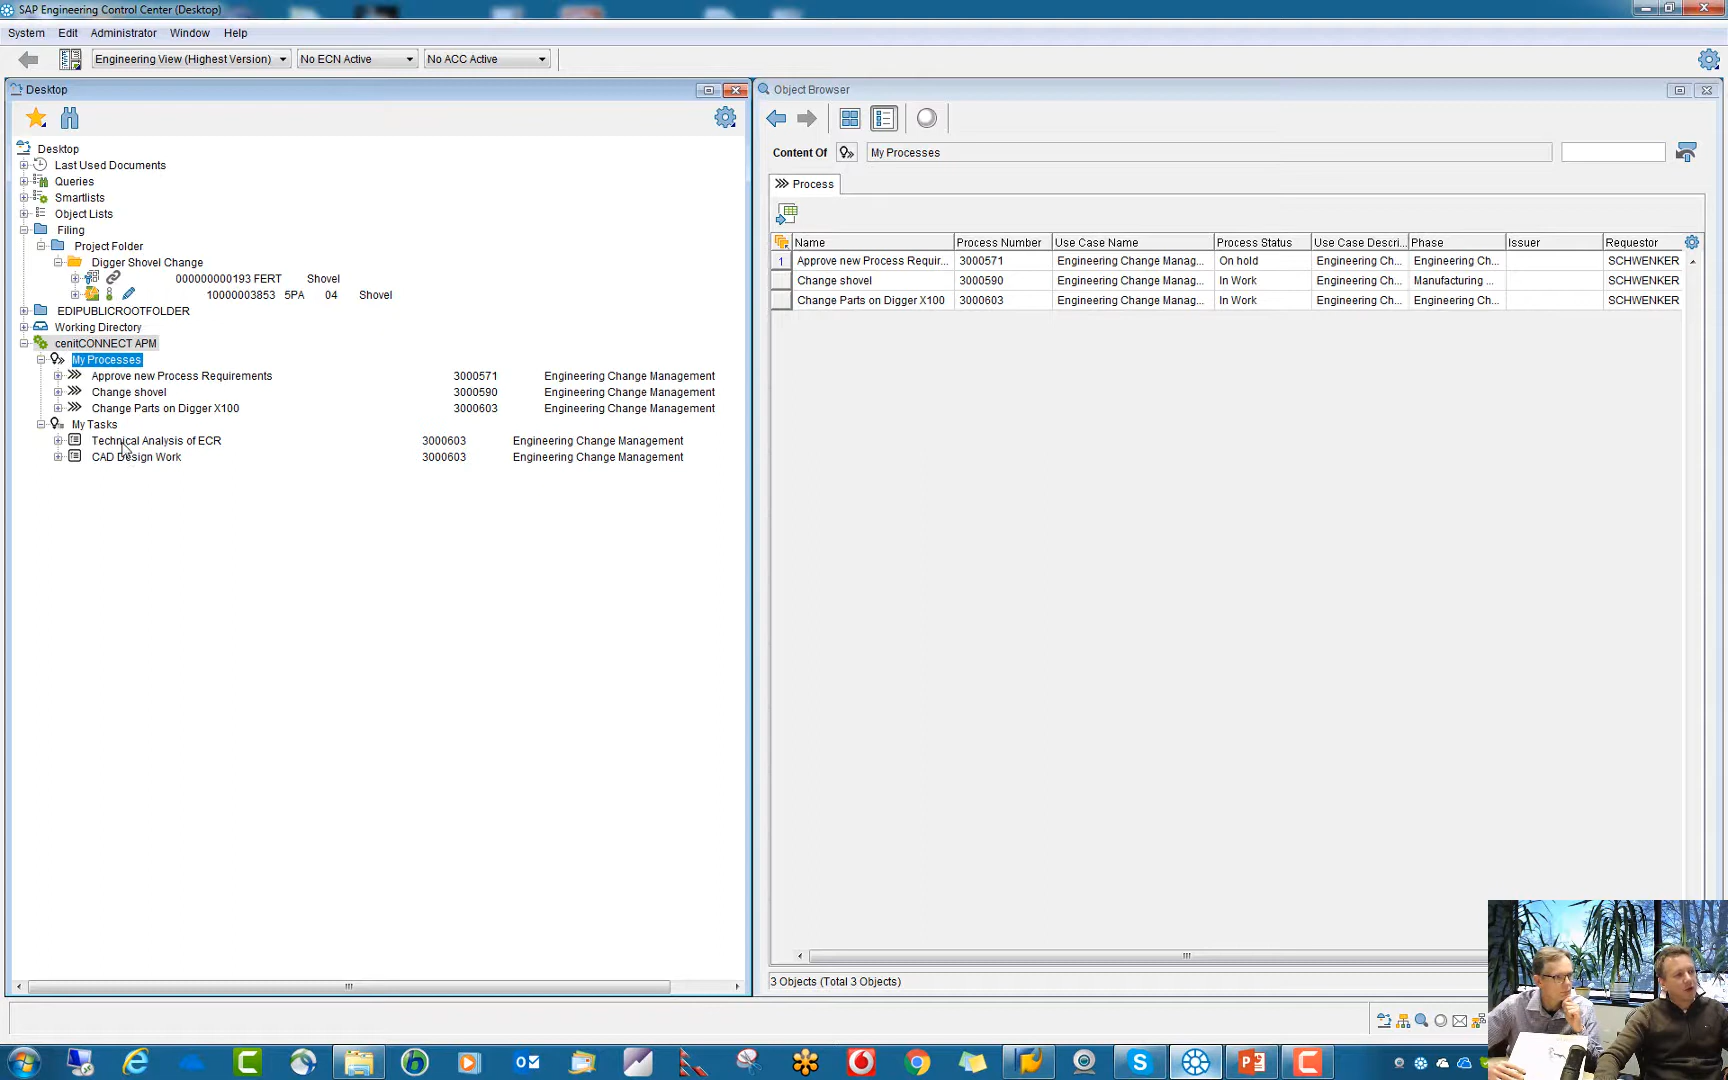 SAP Engineering Control Center (Desktop)
System Edit Administrator Window Help
Engineering View (Highest Version) No ECN Active No ACC Active
Desktop
Desktop
Last Used Documents
Queries
Smartlists
Object Lists
Filing
Project Folder
Digger Shovel Change
000000000193 FERT Shovel
10000003853 5PA 04 Shovel
EDIPUBLICROOTFOLDER
Working Directory
cenitCONNECT APM
My Processes
Approve new Process Requirements 3000571 Engineering Change Management
Change shovel 3000590 Engineering Change Management
Change Parts on Digger X100 3000603 Engineering Change Management
My Tasks
Technical Analysis of ECR 3000603 Engineering Change Management
CAD Design Work 3000603 Engineering Change Management
Object Browser
Content Of My Processes
Process
Name Process Number Use Case Name Process Status Use Case Descri... Phase Issuer Requestor
1 Approve new Process Requir... 3000571 Engineering Change Manag... On hold Engineering Ch... Engineering Ch... SCHWENKER
Change shovel 3000590 Engineering Change Manag... In Work Engineering Ch... Manufacturing ... SCHWENKER
Change Parts on Digger X100 3000603 Engineering Change Manag... In Work Engineering Ch... Engineering Ch... SCHWENKER
3 Objects (Total 3 Objects)